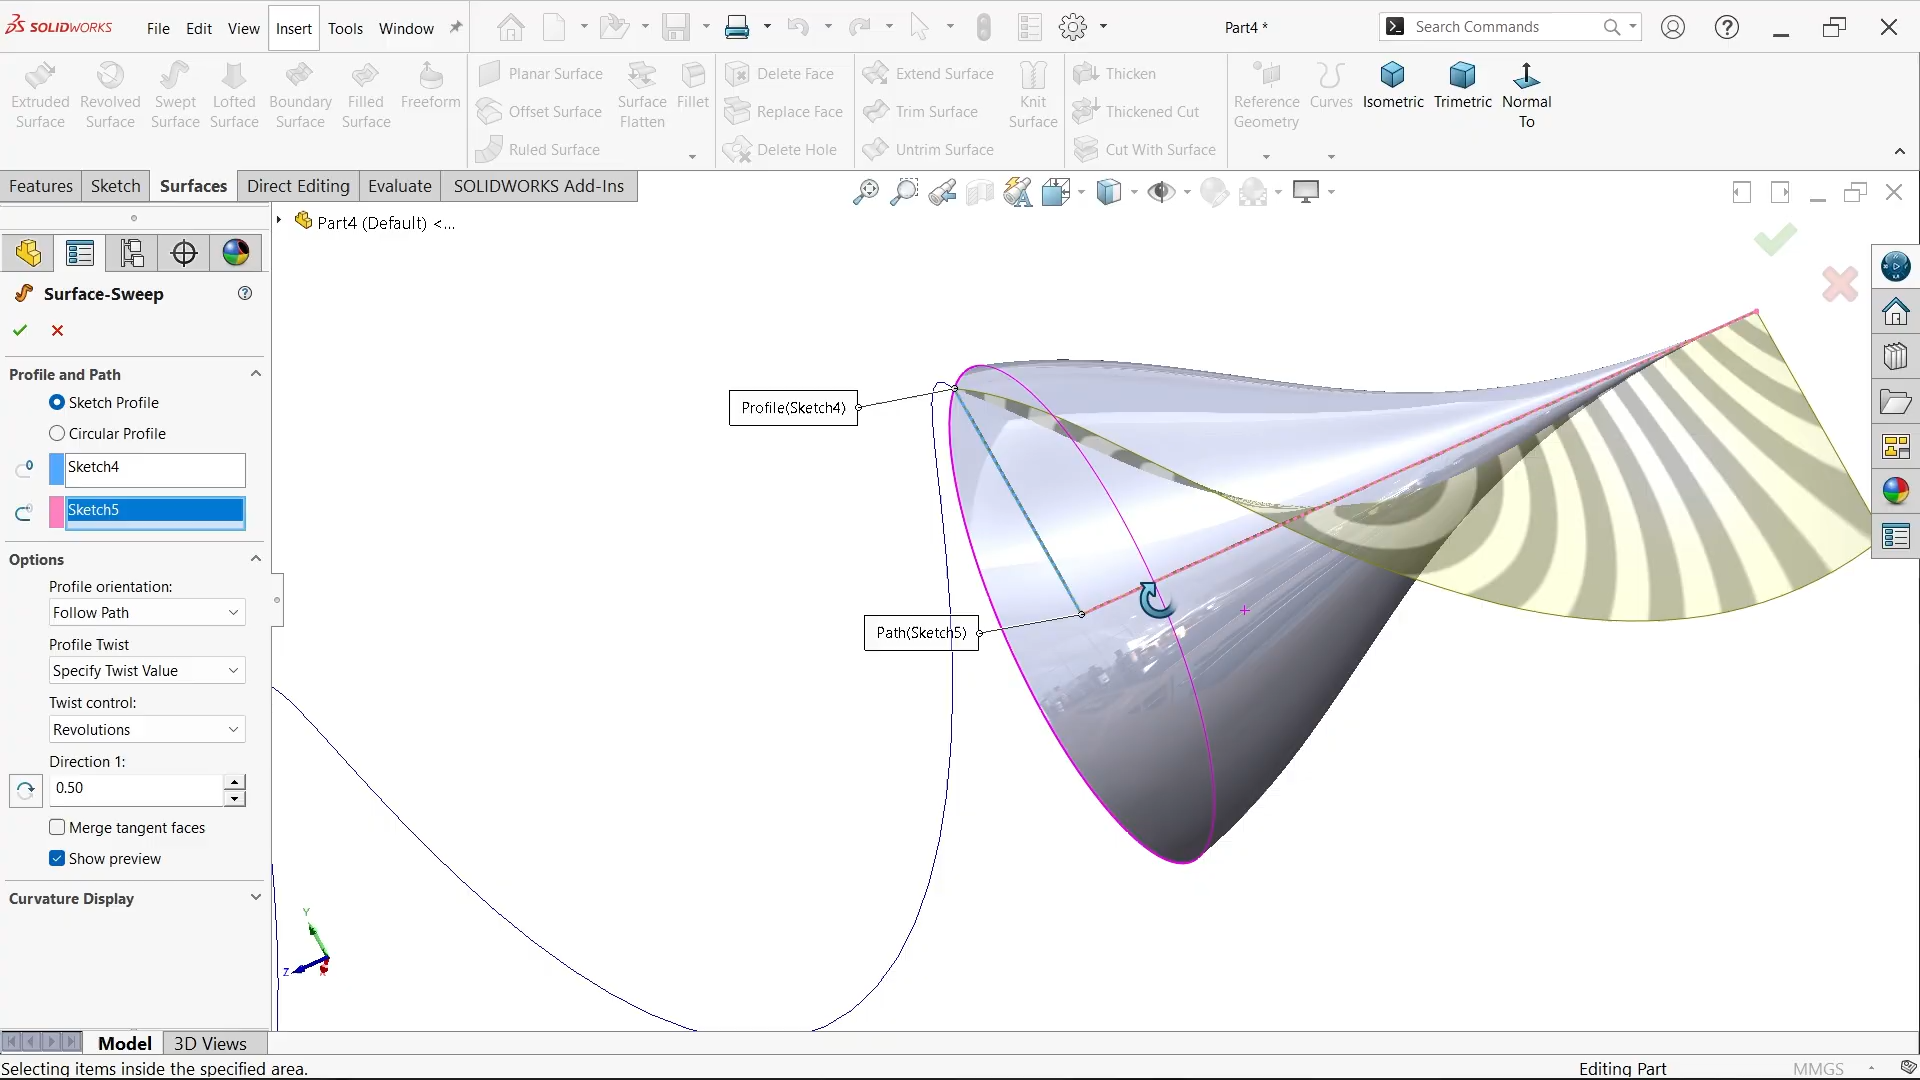 SOLIDWORKS File Edit View Insert Tools Window Part4 * Search Commands
Extruded Surface
Revolved Surface
Swept Surface
Lofted Surface
Boundary Surface
Filled Surface
Freeform
Planar Surface
Offset Surface
Ruled Surface
Surface Flatten
Fillet
Delete Face
Replace Face
Delete Hole
Extend Surface
Trim Surface
Untrim Surface
Knit Surface
Thicken
Thickened Cut
Cut With Surface
Reference Geometry
Curves
Isometric
Trimetric
Normal To
Features Sketch Surfaces Direct Editing Evaluate SOLIDWORKS Add-Ins
Part4 (Default) <...
Surface-Sweep
Profile and Path
Sketch Profile
Circular Profile
Sketch4
Sketch5
Options
Profile orientation:
Follow Path
Profile Twist
Specify Twist Value
Twist control:
Revolutions
Direction 1:
0.50
Merge tangent faces
Show preview
Curvature Display
Profile(Sketch4)
Path(Sketch5)
Y
Z
X
Model 3D Views
Selecting items inside the specified area. Editing Part MMGS